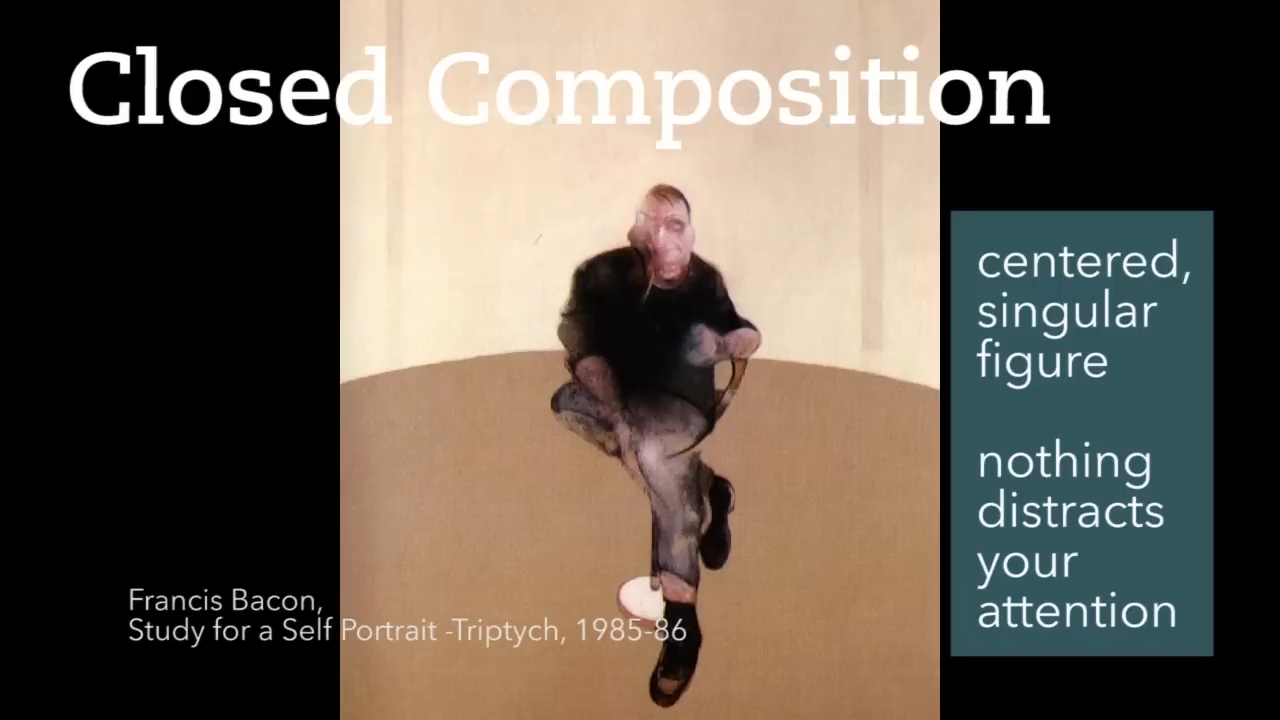 Closed Composition
centered,
singular
figure
nothing
distracts
your
attention
Francis Bacon,
Study for a Self Portrait -Triptych, 1985-86